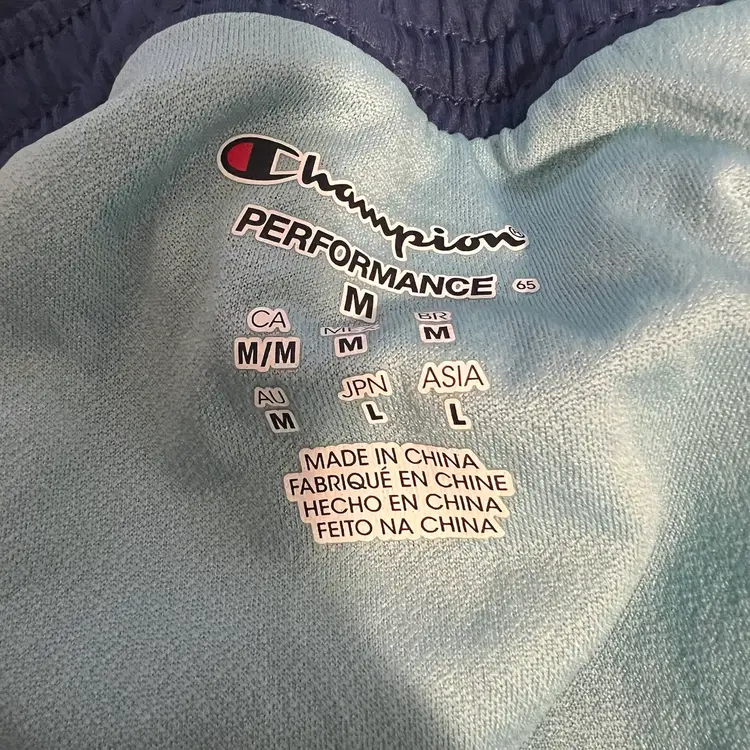 Champion®
PERFORMANCE 65
M
CA MEX BR
M/M M M
AU JPN ASIA
M L L
MADE IN CHINA
FABRIQUÉ EN CHINE
HECHO EN CHINA
FEITO NA CHINA